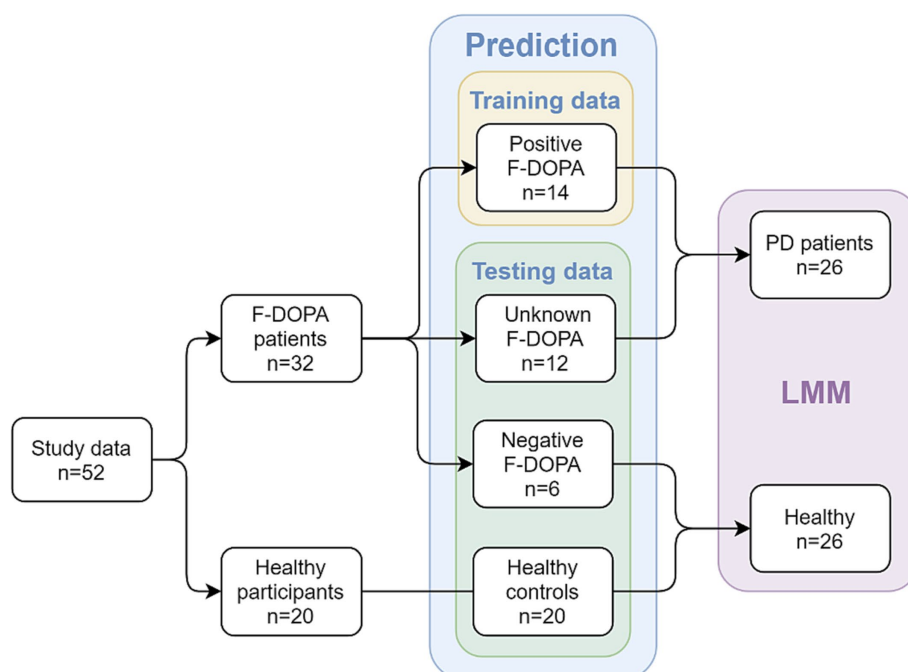 Prediction
Training data
Positive
F-DOPA
n=14
Testing data
Unknown
F-DOPA
n=12
Negative
F-DOPA
n=6
Healthy
controls
n=20
F-DOPA
patients
n=32
Study data
n=52
Healthy
participants
n=20
PD patients
n=26
LMM
Healthy
n=26